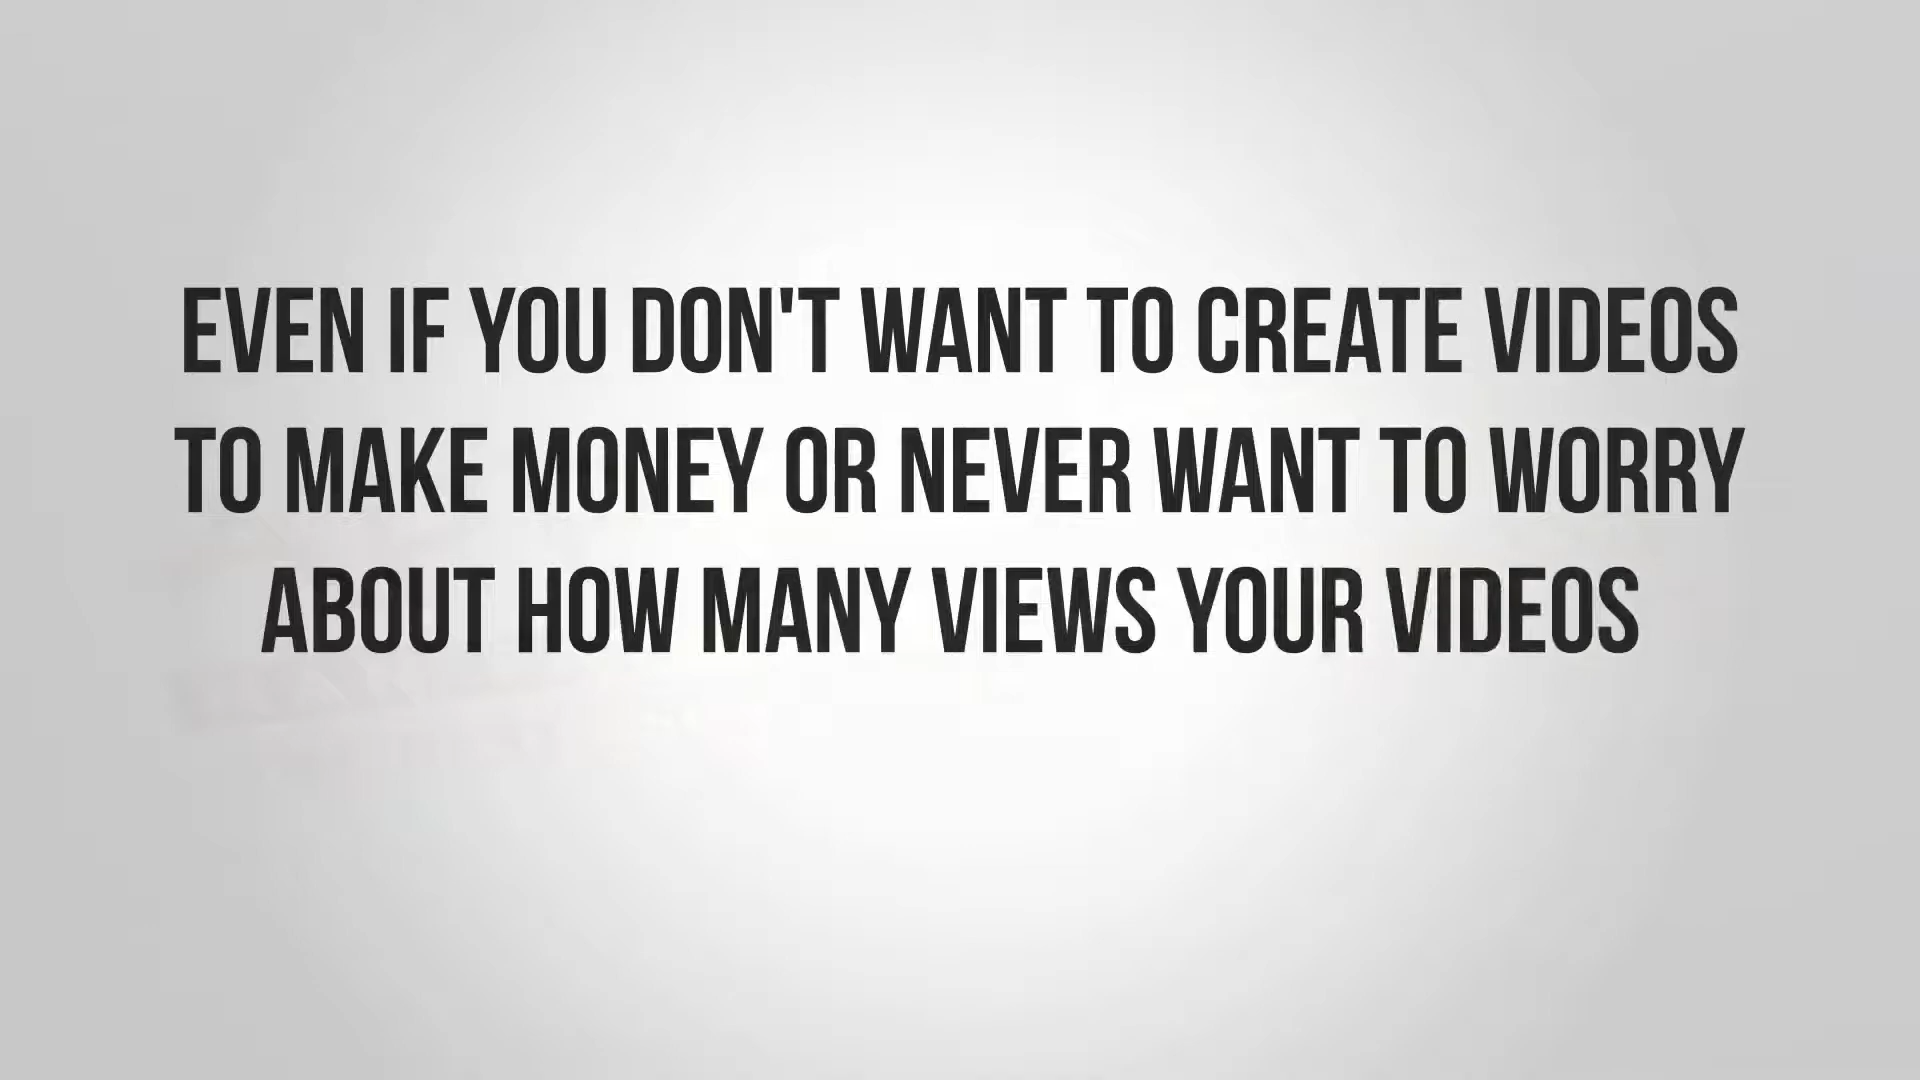 EVEN IF YOU DON'T WANT TO CREATE VIDEOS
TO MAKE MONEY OR NEVER WANT TO WORRY
ABOUT HOW MANY VIEWS YOUR VIDEOS